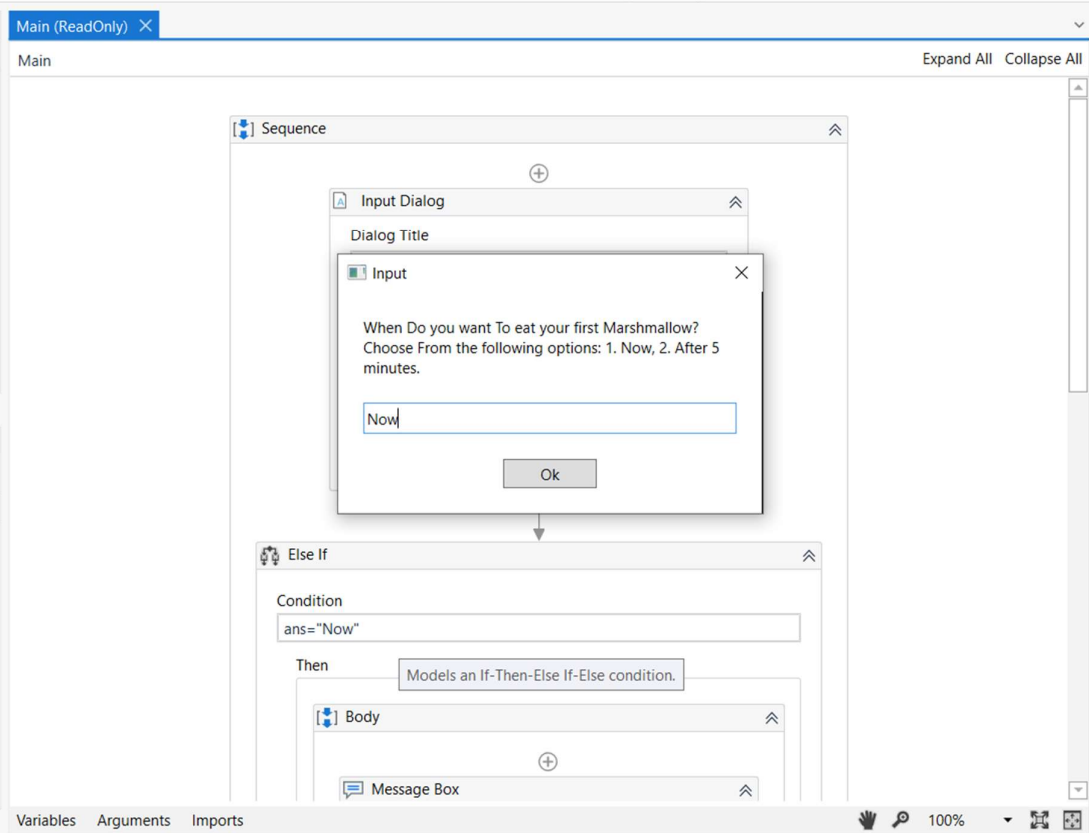 Main (ReadOnly)
Main
Expand All Collapse All
Sequence
Input Dialog
Dialog Title
Input
When Do you want To eat your first Marshmallow?
Choose From the following options: 1. Now, 2. After 5
minutes.
Now
Ok
Else If
Condition
ans="Now"
Then
Models an If-Then-Else If-Else condition.
Body
Message Box
Variables Arguments Imports
100%